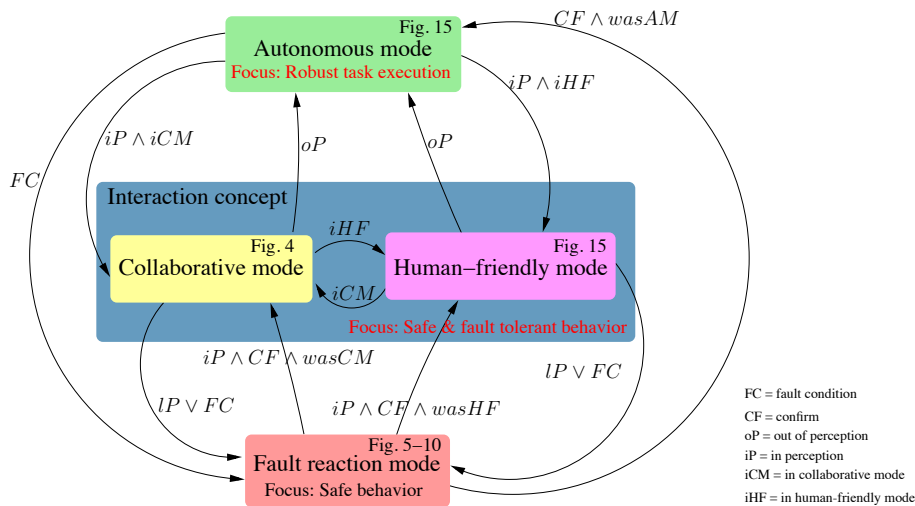 Fig. 15
CF ∧ wasAM
Autonomous mode
Focus: Robust task execution
iP ∧ iHF
iP ∧ iCM
oP
oP
FC
Interaction concept
iHF
Fig. 4
Collaborative mode
Fig. 15
Human–friendly mode
iCM
Focus: Safe & fault tolerant behavior
iP ∧ CF ∧ wasCM
lP ∨ FC
lP ∨ FC
iP ∧ CF ∧ wasHF
Fig. 5–10
Fault reaction mode
Focus: Safe behavior
FC = fault condition
CF = confirm
oP = out of perception
iP = in perception
iCM = in collaborative mode
iHF = in human-friendly mode